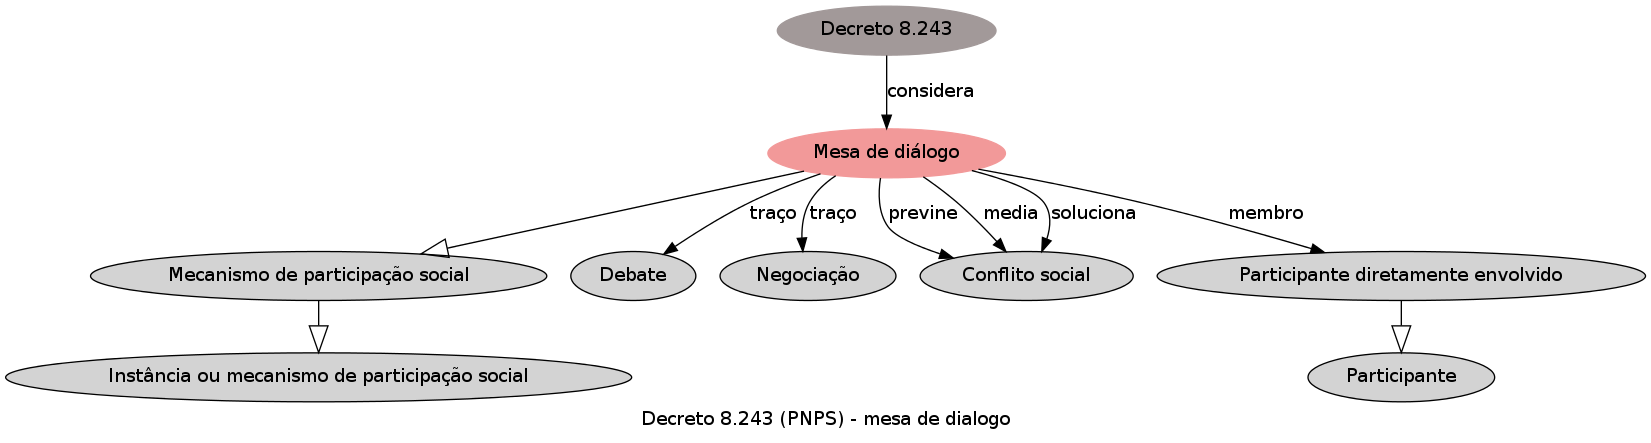 Decreto 8.243
considera
Mesa de diálogo
traço
traço
previne
media
soluciona
membro
Mecanismo de participação social
Debate
Negociação
Conflito social
Participante diretamente envolvido
Instância ou mecanismo de participação social
Participante
Decreto 8.243 (PNPS) - mesa de dialogo